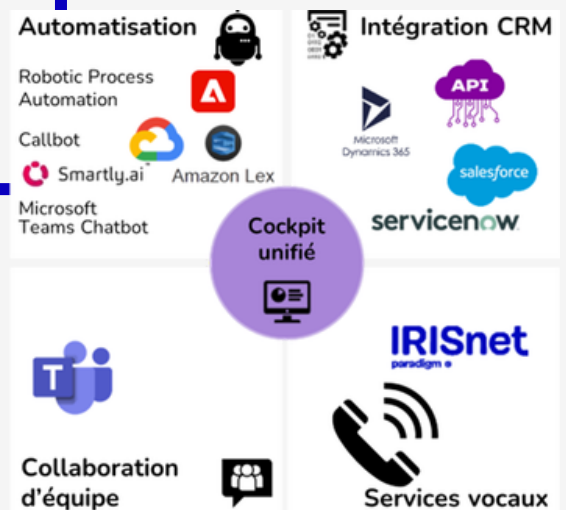 Automatisation
Robotic Process
Automation
Callbot
Smartly.ai
Amazon Lex
Microsoft
Teams Chatbot
Intégration CRM
API
Microsoft
Dynamics 365
salesforce
servicenow
Cockpit
unifié
T
Collaboration
d'équipe
IRISnet
paradigm
Services vocaux